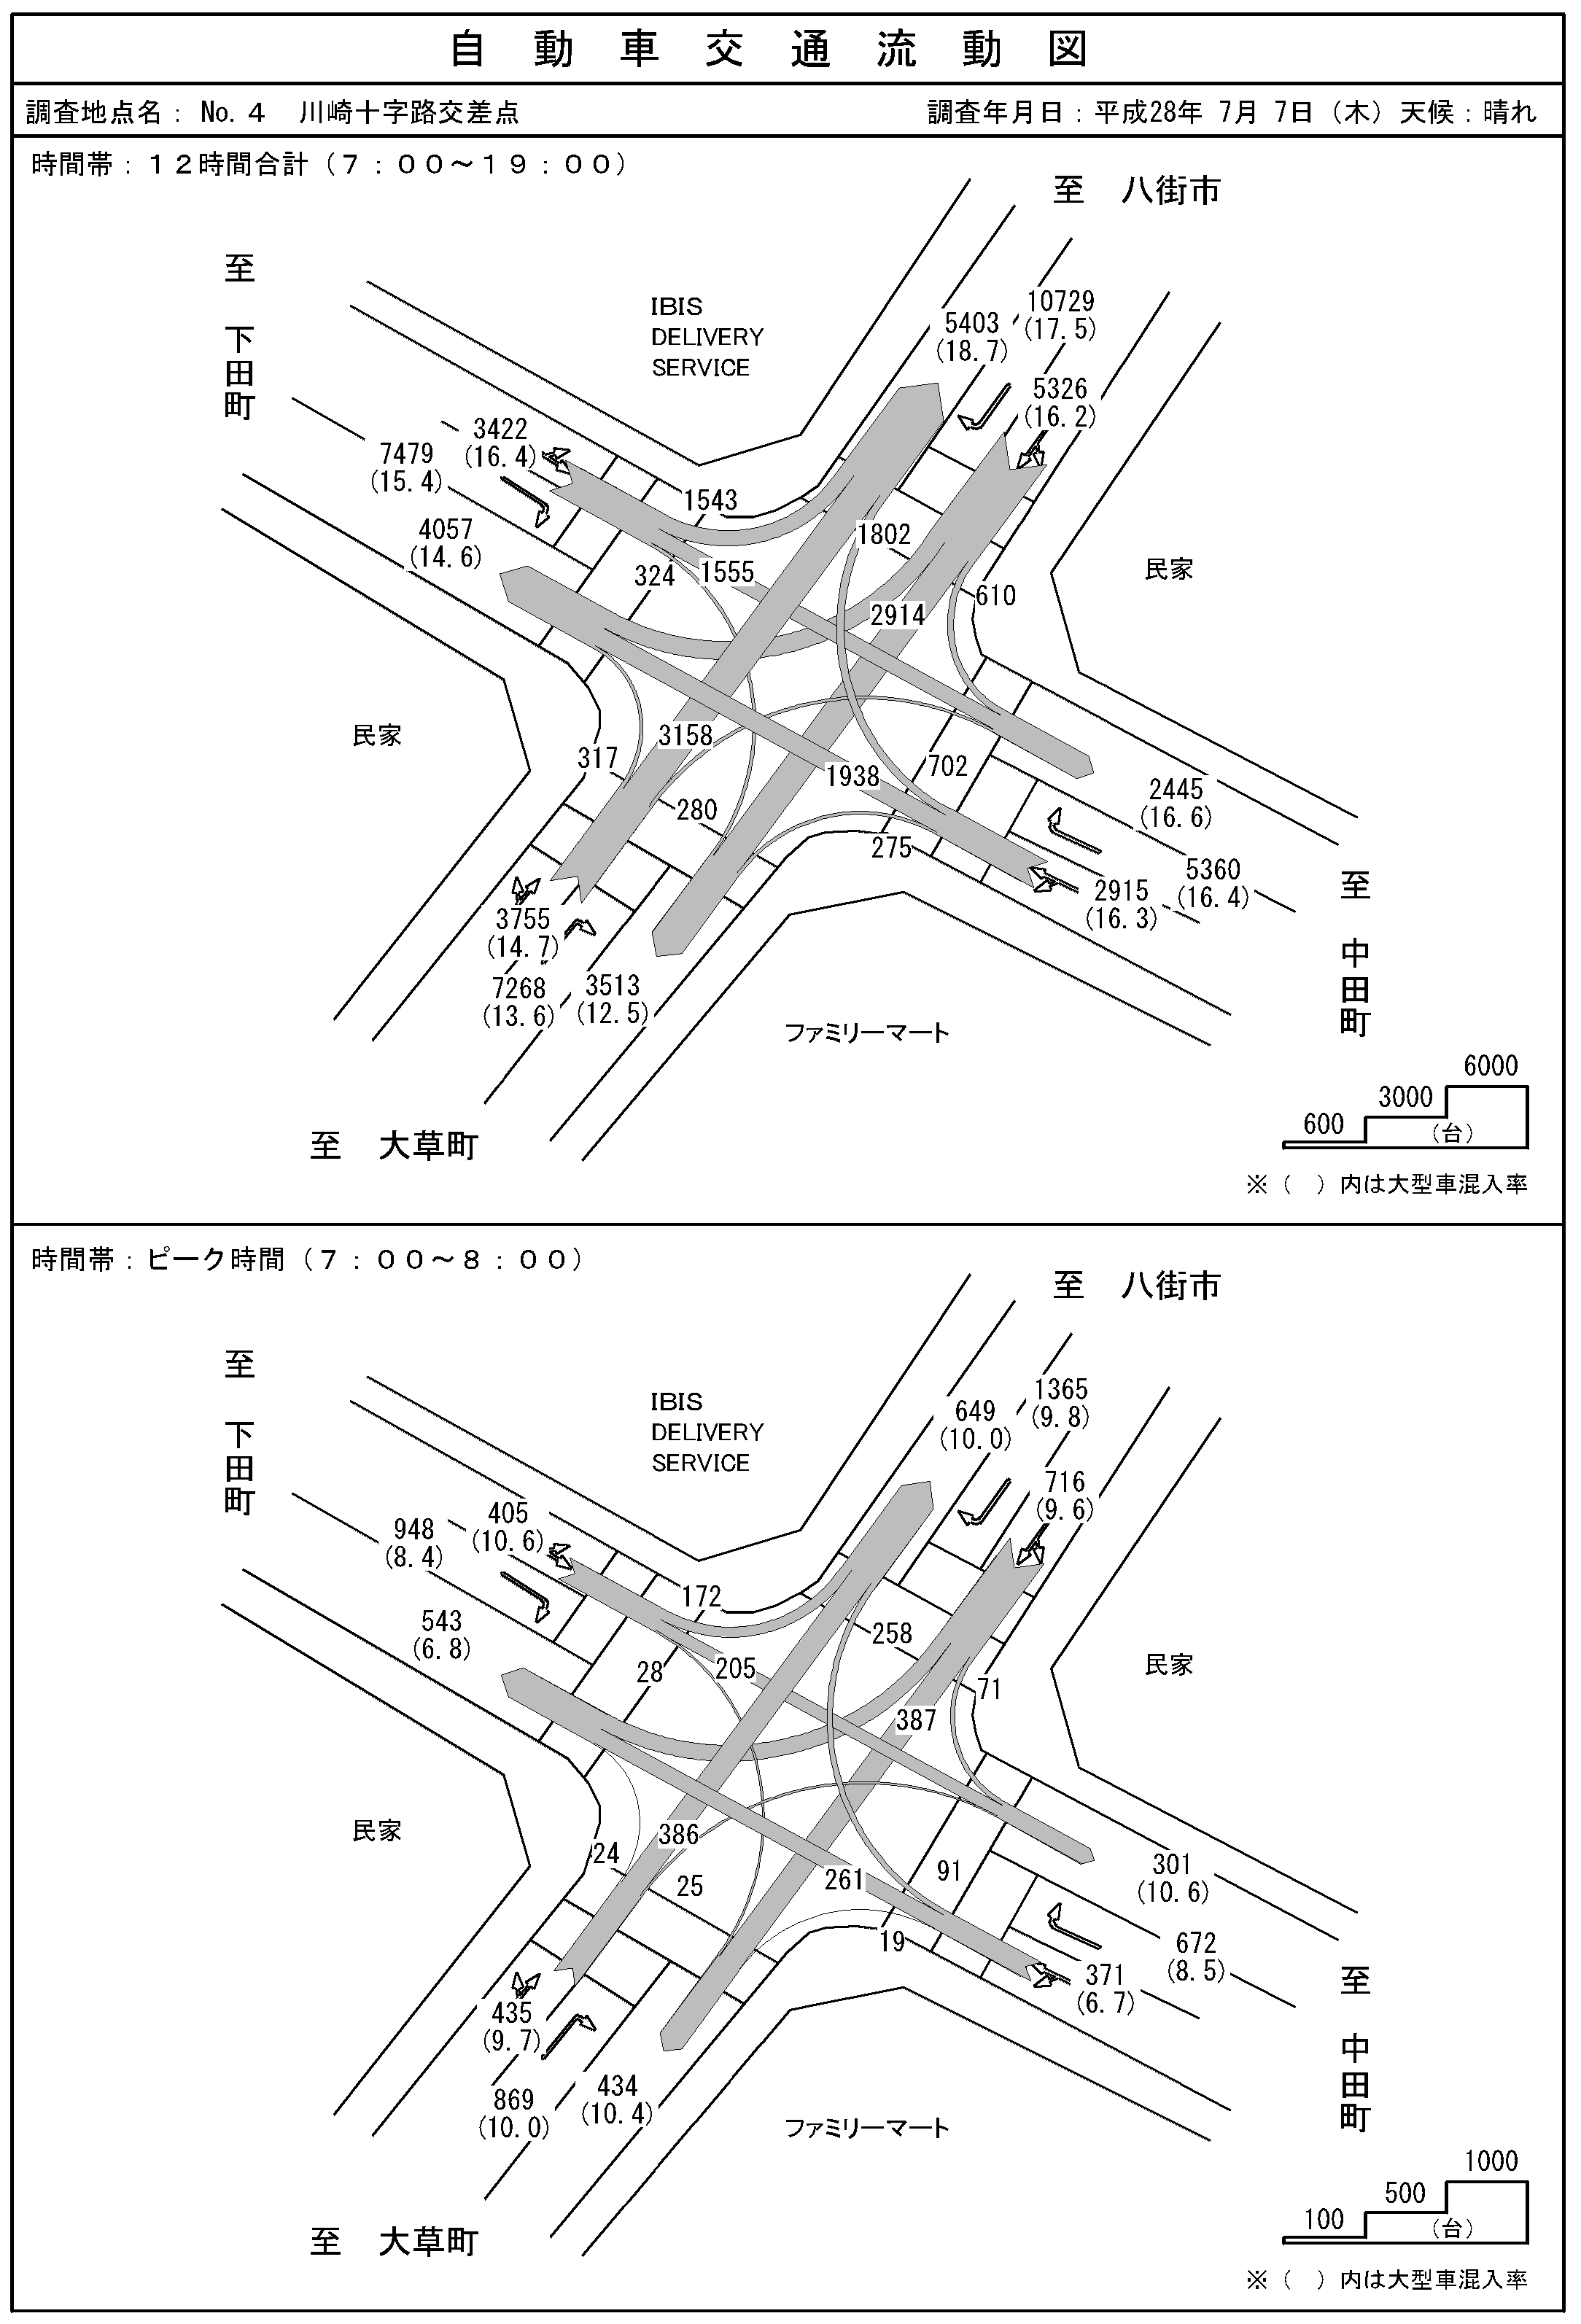 自動車交通流動図
調査地点名：No.4　川崎十字路交差点
調査年月日：平成28年 7月 7日（木）天候：晴れ
時間帯：１２時間合計（７：００～１９：００）
至　八街市
至　下田町
IBIS
DELIVERY
SERVICE
10729
(17.5)
5403
(18.7)
5326
(16.2)
3422
(16.4)
7479
(15.4)
4057
(14.6)
1543
1802
324
1555
610
2914
民家
民家
317
3158
280
1938
702
275
2445
(16.6)
5360
(16.4)
2915
(16.3)
3755
(14.7)
7268
(13.6)
3513
(12.5)
ファミリーマート
至　中田町
至　大草町
6000
3000
600
(台)
※（　）内は大型車混入率
時間帯：ピーク時間（７：００～８：００）
至　八街市
至　下田町
IBIS
DELIVERY
SERVICE
1365
(9.8)
649
(10.0)
716
(9.6)
405
(10.6)
948
(8.4)
543
(6.8)
172
258
28
205
71
387
民家
民家
24
386
25
261
91
19
301
(10.6)
672
(8.5)
371
(6.7)
435
(9.7)
869
(10.0)
434
(10.4)
ファミリーマート
至　中田町
至　大草町
1000
500
100
(台)
※（　）内は大型車混入率